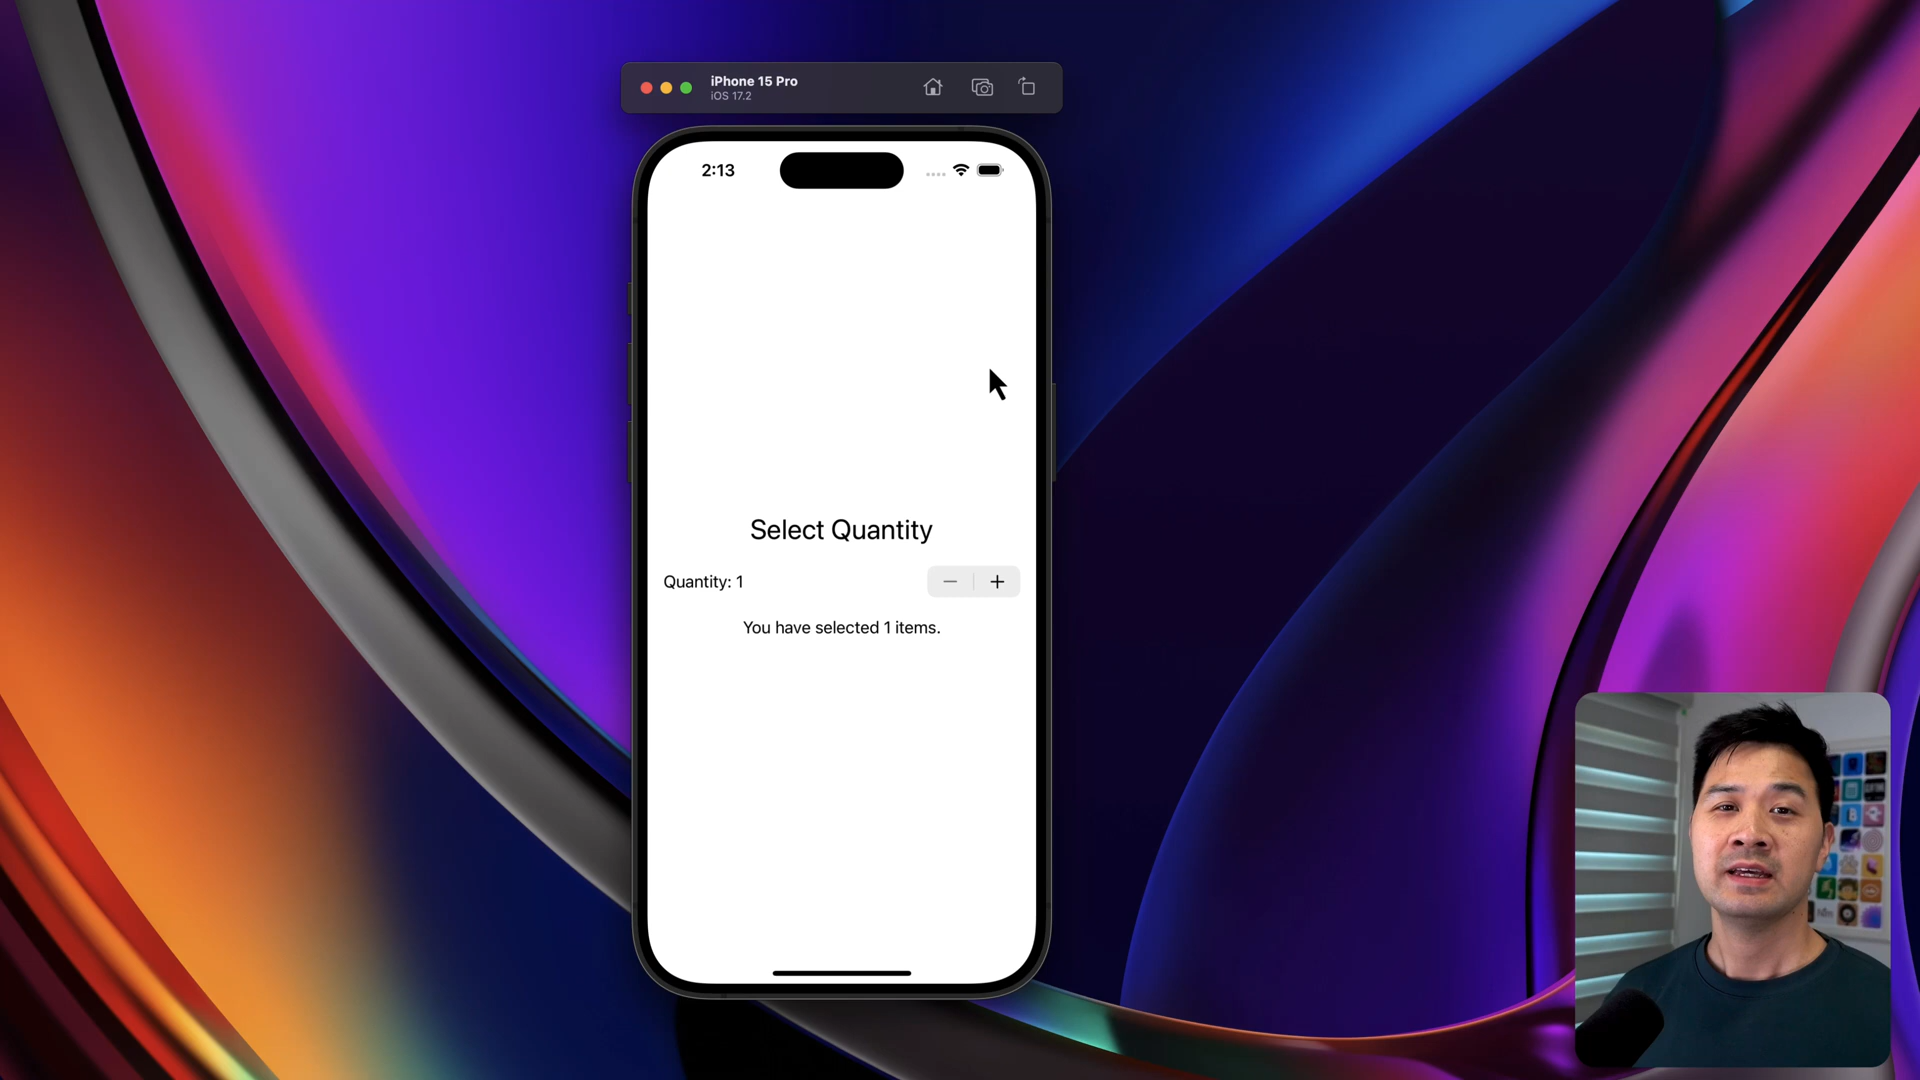 iPhone 15 Pro
iOS 17.2
2:13
Select Quantity
Quantity: 1
You have selected 1 items.